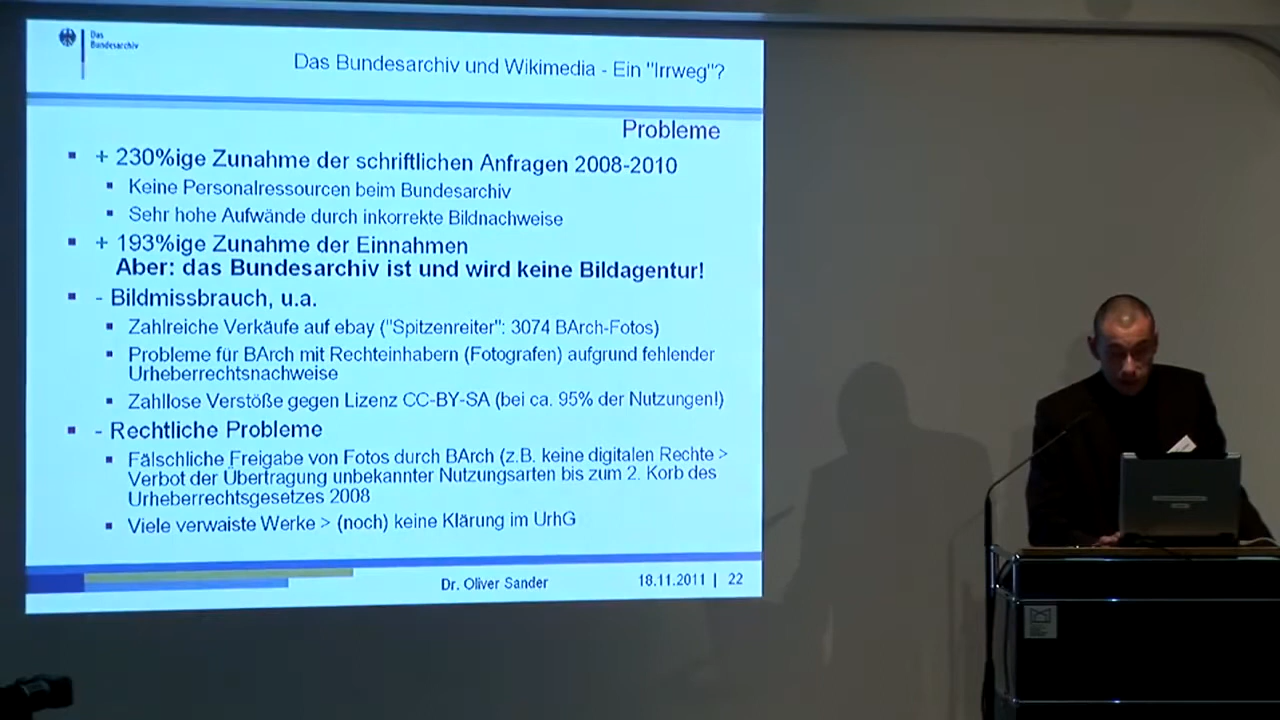 Das
Bundesarchiv
Das Bundesarchiv und Wikimedia - Ein "Irrweg"?
Probleme
+ 230%ige Zunahme der schriftlichen Anfragen 2008-2010
Keine Personalressourcen beim Bundesarchiv
Sehr hohe Aufwände durch inkorrekte Bildnachweise
+ 193%ige Zunahme der Einnahmen
Aber: das Bundesarchiv ist und wird keine Bildagentur!
- Bildmissbrauch, u.a.
Zahlreiche Verkäufe auf ebay ("Spitzenreiter": 3074 BArch-Fotos)
Probleme für BArch mit Rechteinhabern (Fotografen) aufgrund fehlender
Urheberrechtsnachweise
Zahllose Verstöße gegen Lizenz CC-BY-SA (bei ca. 95% der Nutzungen!)
- Rechtliche Probleme
Fälschliche Freigabe von Fotos durch BArch (z.B. keine digitalen Rechte >
Verbot der Übertragung unbekannter Nutzungsarten bis zum 2. Korb des
Urheberrechtsgesetzes 2008
Viele verwaiste Werke > (noch) keine Klärung im UrhG
Dr. Oliver Sander
18.11.2011 | 22